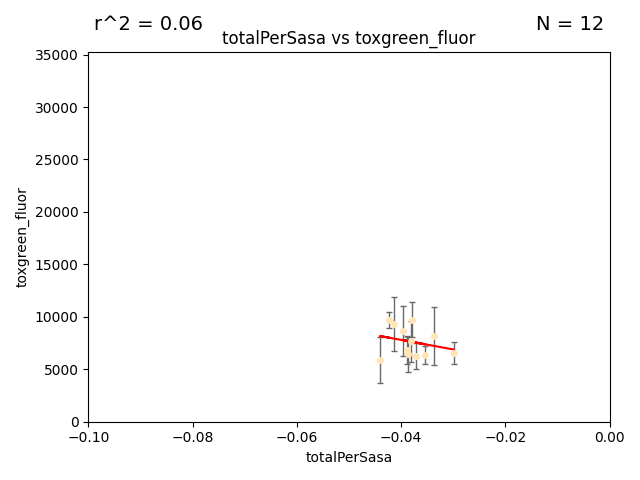 r^2 = 0.06
N = 12
totalPerSasa vs toxgreen_fluor
35000
30000
25000
20000
15000
10000
5000
0
toxgreen_fluor
−0.10
−0.08
−0.06
−0.04
−0.02
0.00
totalPerSasa